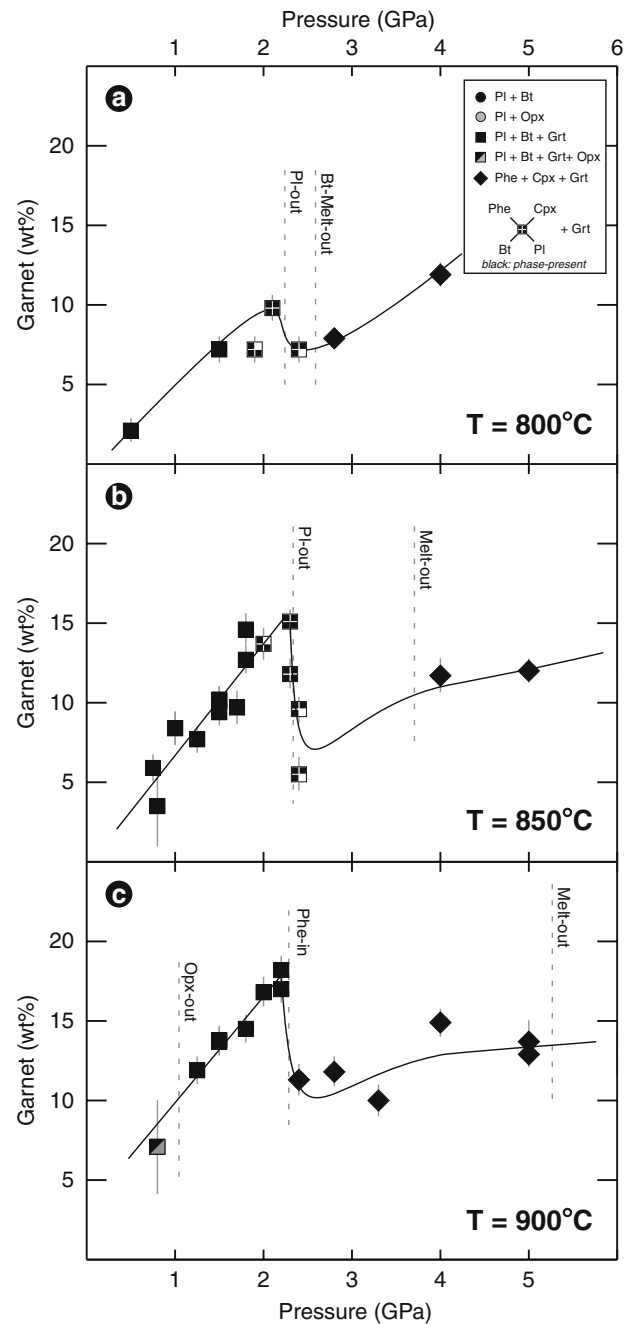 Pressure (GPa)
1 2 3 4 5 6
a
Pl + Bt
Pl + Opx
Pl + Bt + Grt
Pl + Bt + Grt+ Opx
Phe + Cpx + Grt
Phe Cpx
+ Grt
Bt Pl
black: phase-present
Pl-out
Bt-Melt-out
Garnet (wt%)
20
15
10
5
T = 800°C
b
Pl-out
Melt-out
Garnet (wt%)
20
15
10
5
T = 850°C
c
Opx-out
Phe-in
Melt-out
Garnet (wt%)
20
15
10
5
T = 900°C
1 2 3 4 5
Pressure (GPa)